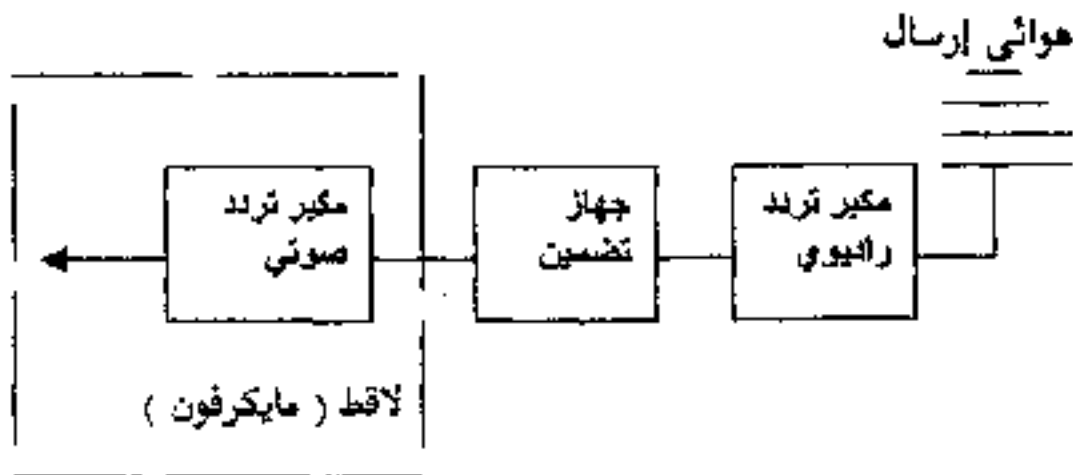 هوائي إرسال
مكبر تردد
راديوي
جهاز
تضمين
مكبر تردد
صوتي
لاقط ( مايكرفون )